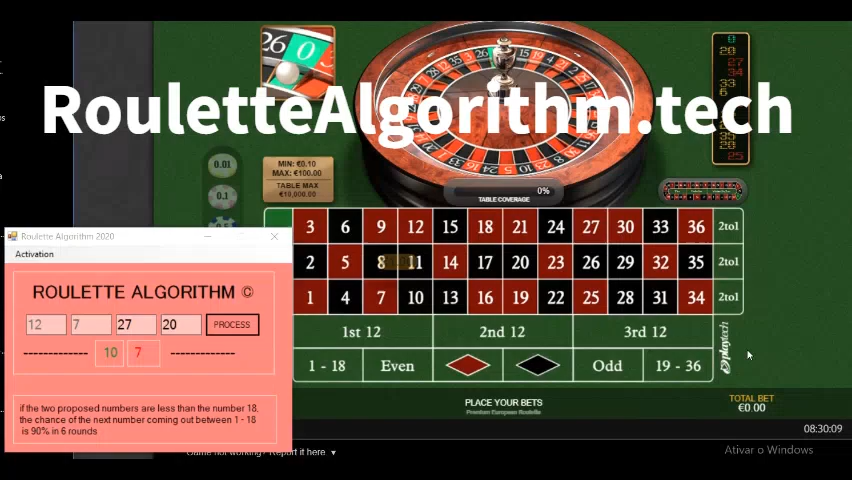 26 0
RouletteAlgorithm.tech
0
20
27
34
33
6
35
20
25
0.01
0.1
MIN: €0.10
MAX: €100.00
TABLE MAX
€10,000.00
0%
TABLE COVERAGE
3 6 9 12 15 18 21 24 27 30 33 36 2to1
2 5 8 11 14 17 20 23 26 29 32 35 2to1
1 4 7 10 13 16 19 22 25 28 31 34 2to1
1st 12 2nd 12 3rd 12
1 - 18 Even Odd 19 - 36
playtech
Roulette Algorithm 2020
Activation
ROULETTE ALGORITHM ©
12 7 27 20 PROCESS
------------- 10 7 -------------
if the two proposed numbers are less than the number 18,
the chance of the next number coming out between 1 - 18
is 90% in 6 rounds
PLACE YOUR BETS
Premium European Roulette
TOTAL BET
€0.00
08:30:09
Ativar o Windows
Game not working? Report it here